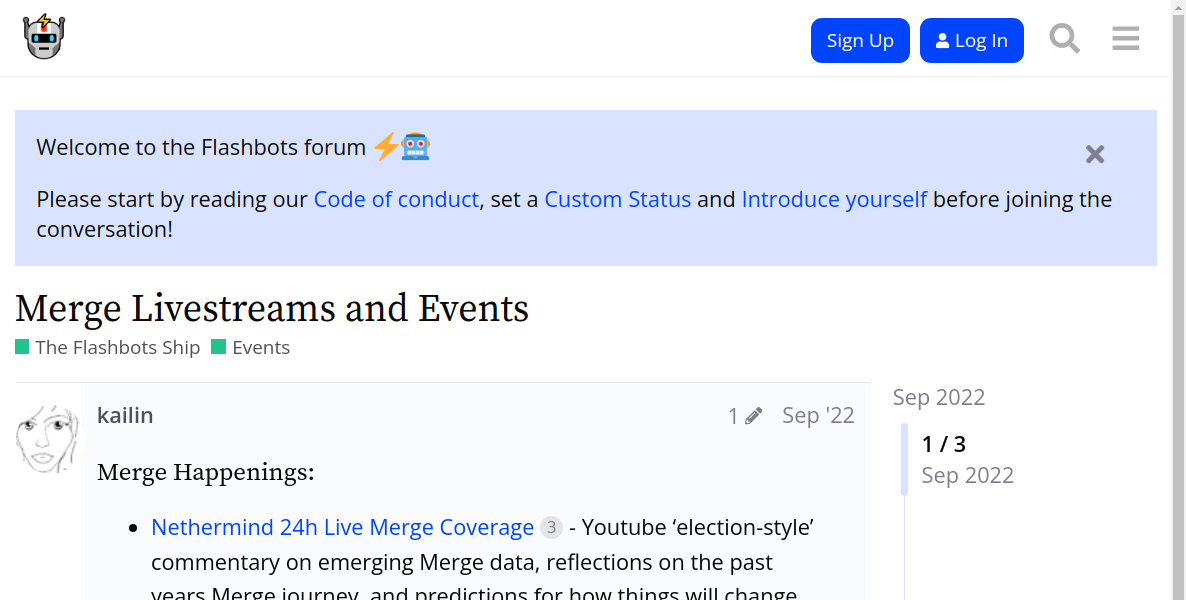 Sign Up
Log In
Welcome to the Flashbots forum
Please start by reading our Code of conduct, set a Custom Status and Introduce yourself before joining the
conversation!
Merge Livestreams and Events
The Flashbots Ship Events
kailin
1 Sep '22
Merge Happenings:
Nethermind 24h Live Merge Coverage 3 - Youtube ‘election-style’
commentary on emerging Merge data, reflections on the past
years Merge journey, and predictions for how things will change
Sep 2022
1 / 3
Sep 2022